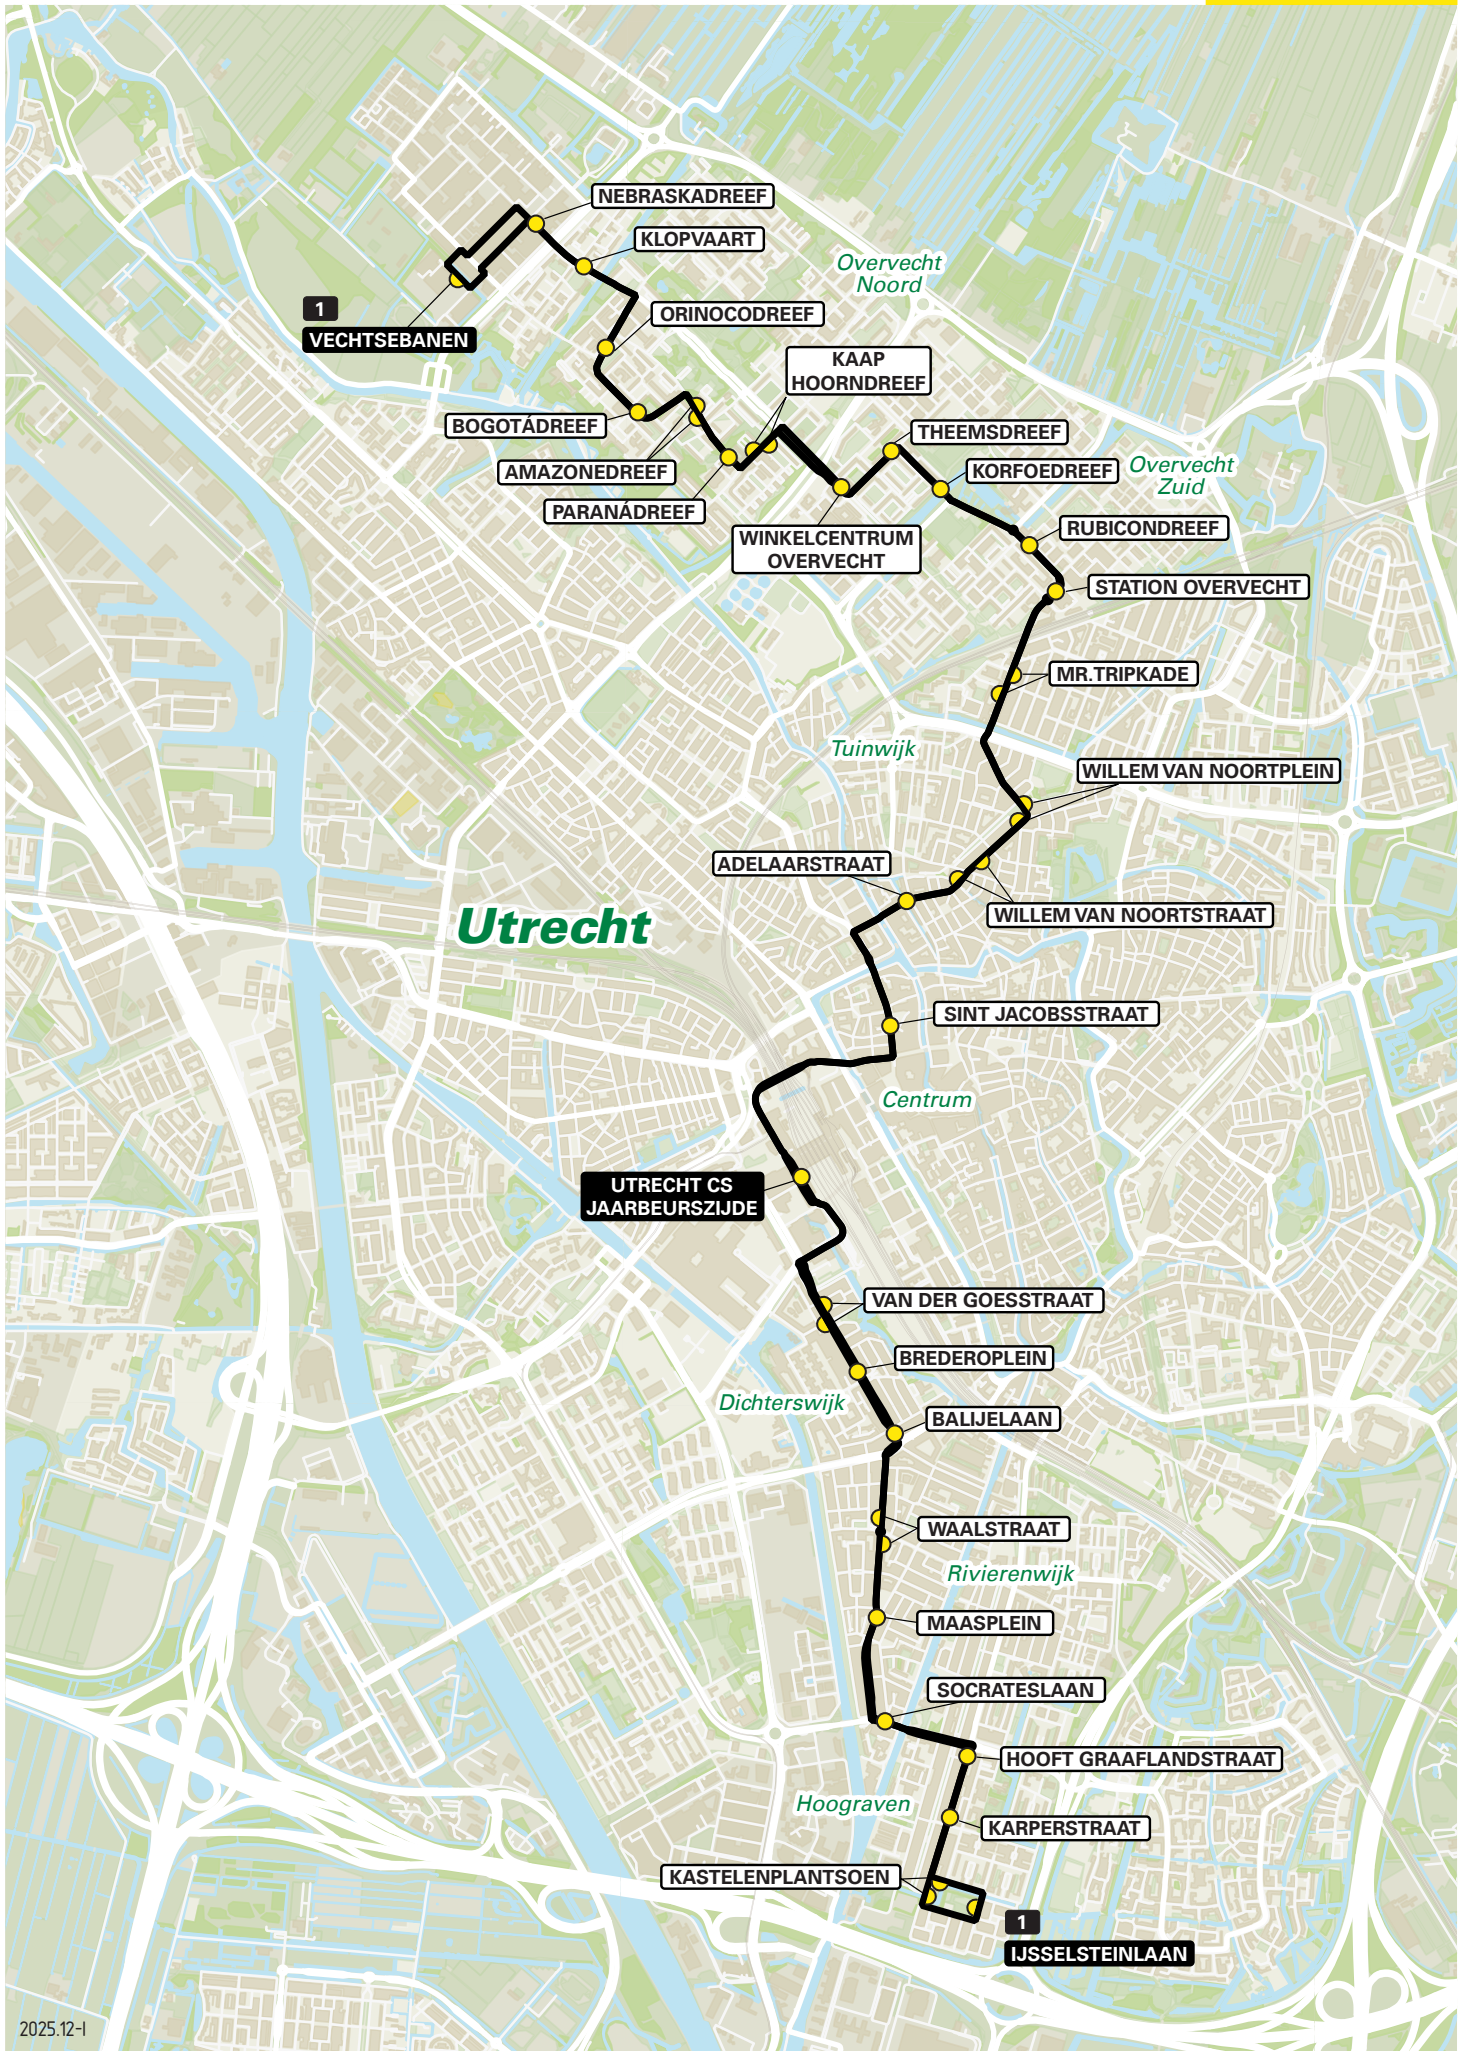 NEBRASKADREEF
KLOPVAART
Overvecht
Noord
1
VECHTSEBANEN
ORINOCODREEF
KAAP
HOORNDREEF
BOGOTÁDREEF
THEEMSDREEF
AMAZONEDREEF
KORFOEDREEF
Overvecht
Zuid
PARANÁDREEF
WINKELCENTRUM
OVERVECHT
RUBICONDREEF
STATION OVERVECHT
MR.TRIPKADE
Tuinwijk
WILLEM VAN NOORTPLEIN
ADELAARSTRAAT
WILLEM VAN NOORTSTRAAT
Utrecht
SINT JACOBSSTRAAT
Centrum
UTRECHT CS
JAARBEURSZIJDE
VAN DER GOESSTRAAT
BREDEROPLEIN
Dichterswijk
BALIJELAAN
WAALSTRAAT
Rivierenwijk
MAASPLEIN
SOCRATESLAAN
HOOFT GRAAFLANDSTRAAT
Hoograven
KARPERSTRAAT
KASTELENPLANTSOEN
1
IJSSELSTEINLAAN
2025.12-I